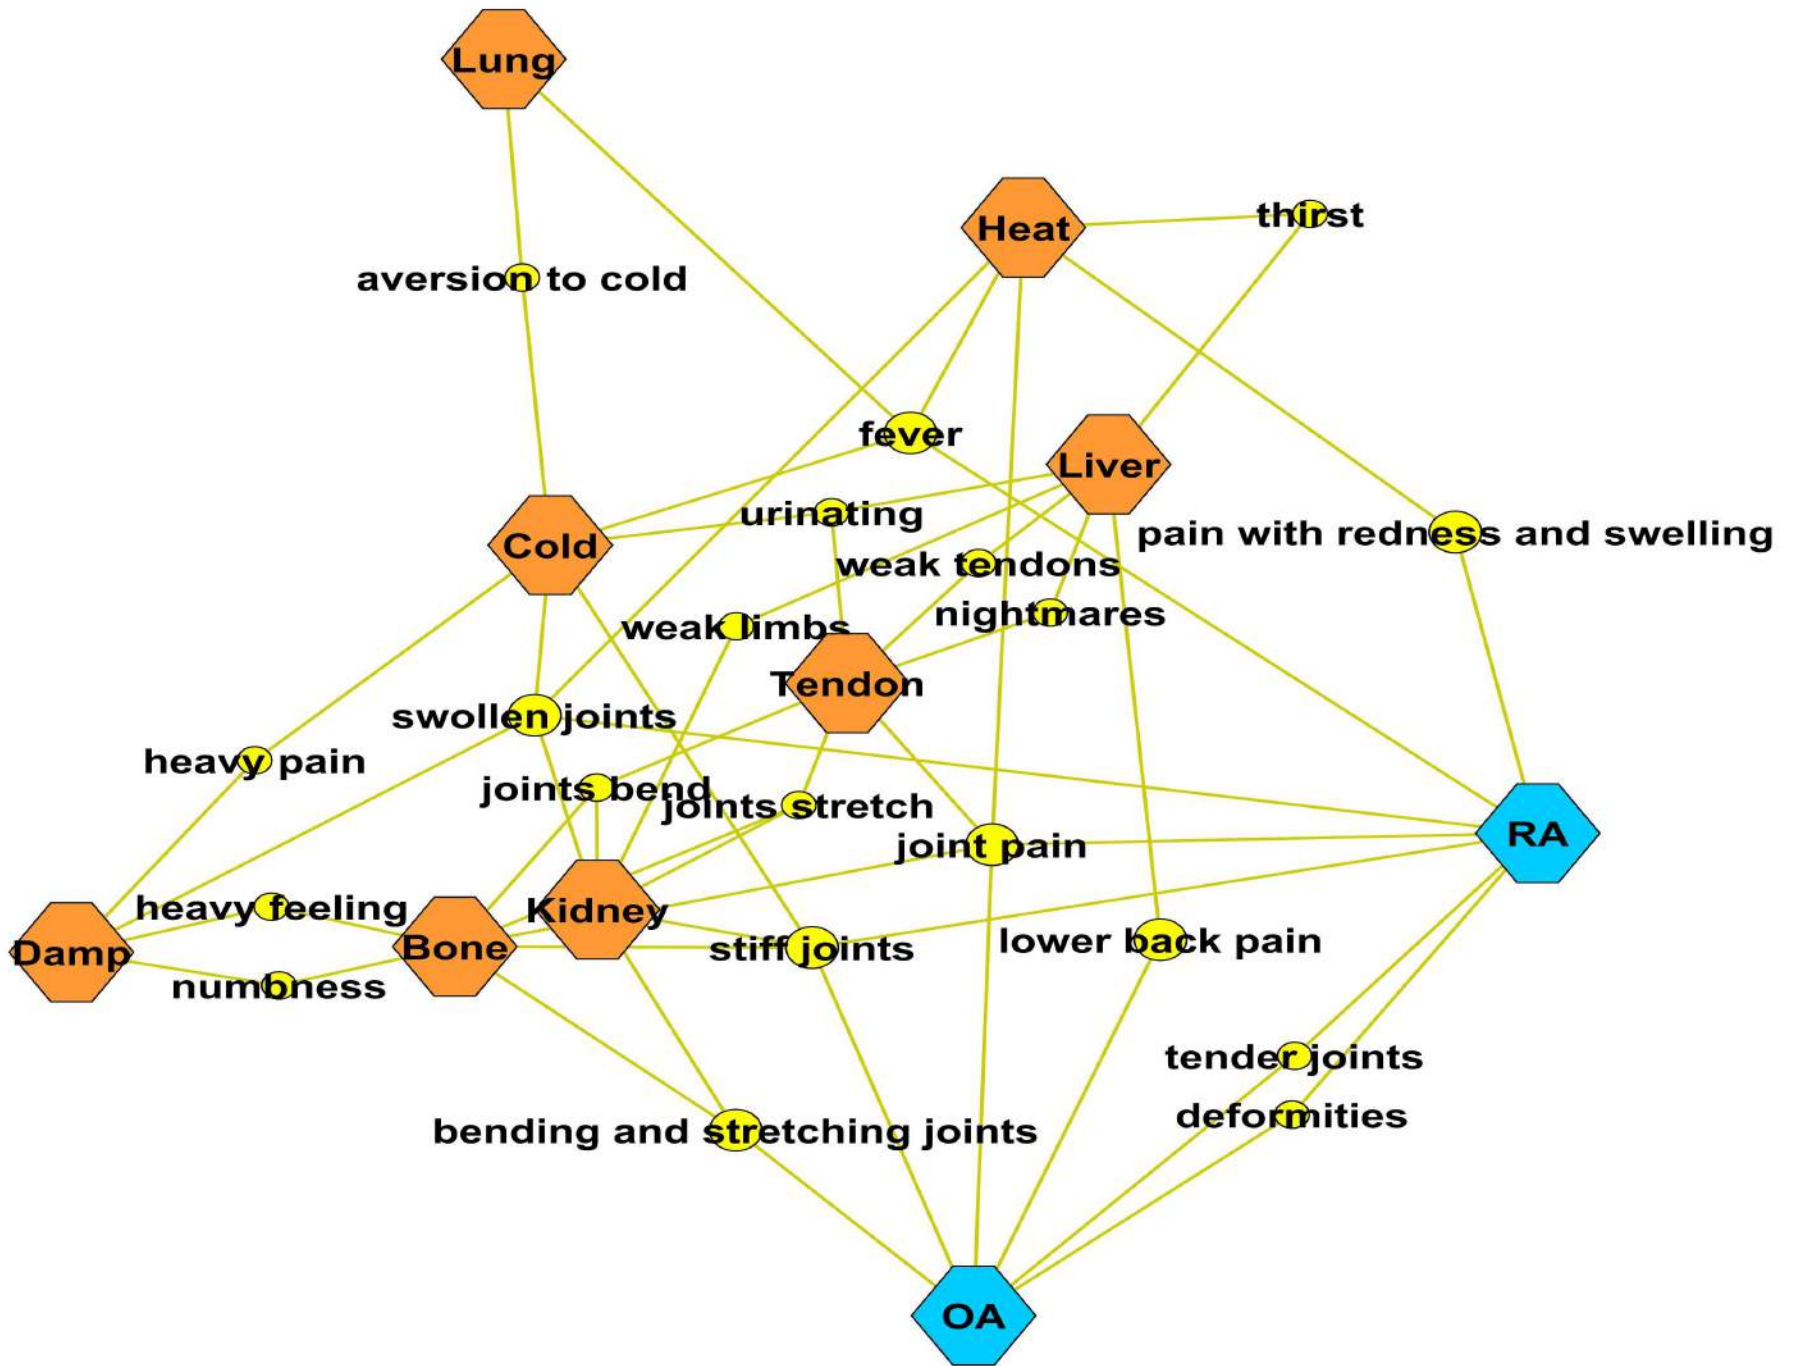 Lung
Heat
thirst
aversion to cold
fever
Liver
urinating
pain with redness and swelling
Cold
weak tendons
nightmares
weak limbs
Tendon
swollen joints
heavy pain
joints bend
joints stretch
joint pain
RA
heavy feeling
Kidney
Damp
Bone
stiff joints
lower back pain
numbness
tender joints
deformities
bending and stretching joints
OA